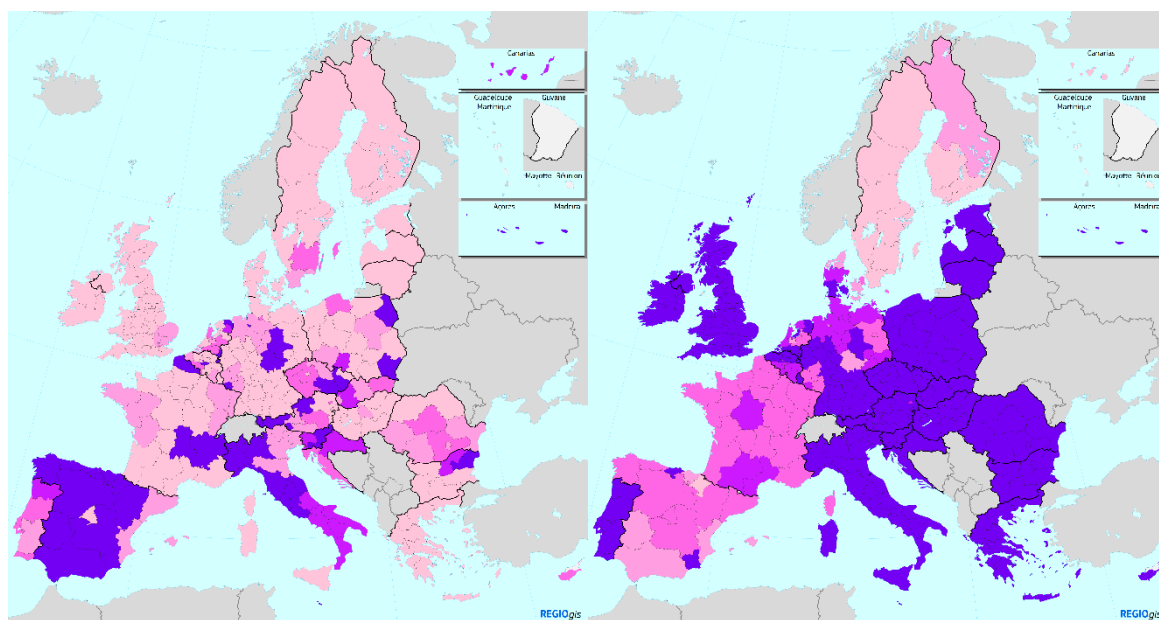 Canarias
Guadeloupe
Martinique
Guyane
Mayotte Réunion
Açores Madeira
REGIOgis
Canarias
Guadeloupe
Martinique
Guyane
Mayotte Réunion
Açores Madeira
REGIOgis